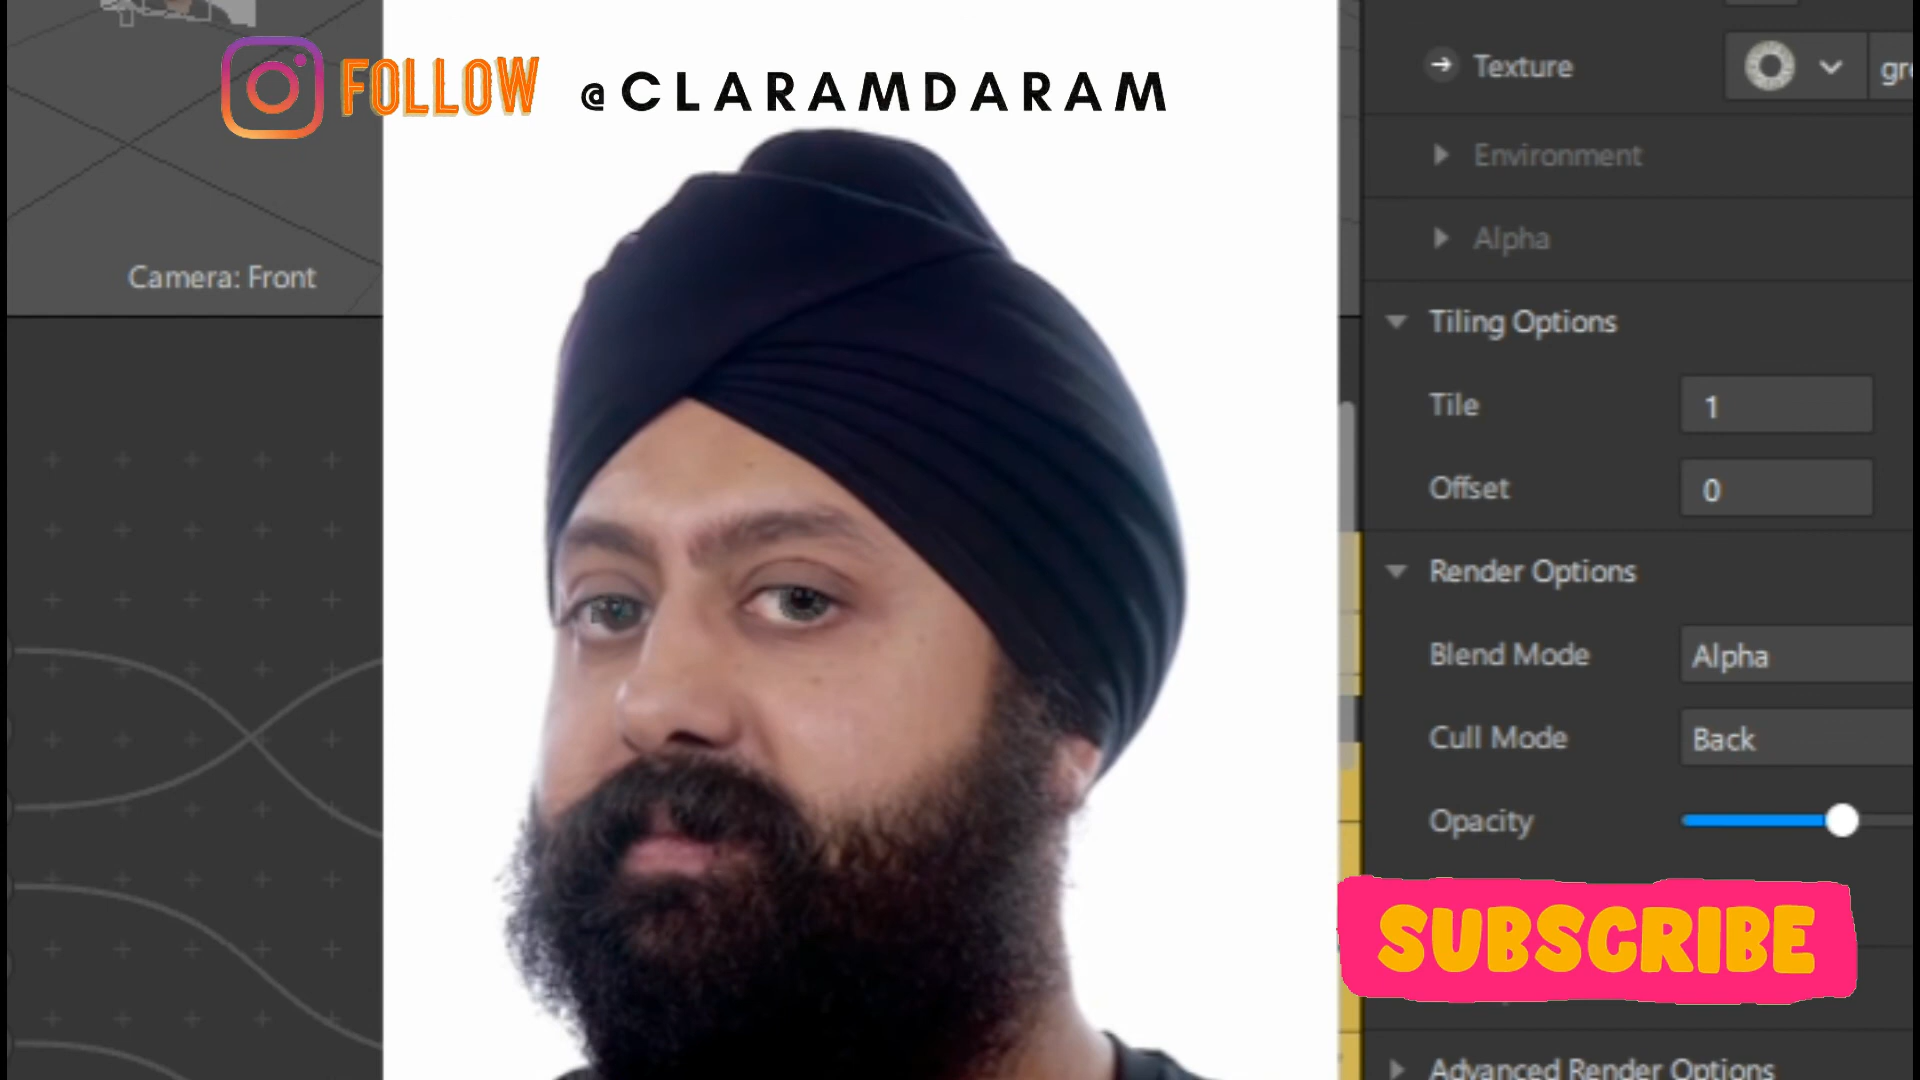 FOLLOW @CLARAMDARAM
Texture
gr
Environment
Alpha
Camera: Front
Tiling Options
Tile 1
Offset 0
Render Options
Blend Mode Alpha
Cull Mode Back
Opacity
SUBSCRIBE
Advanced Render Options